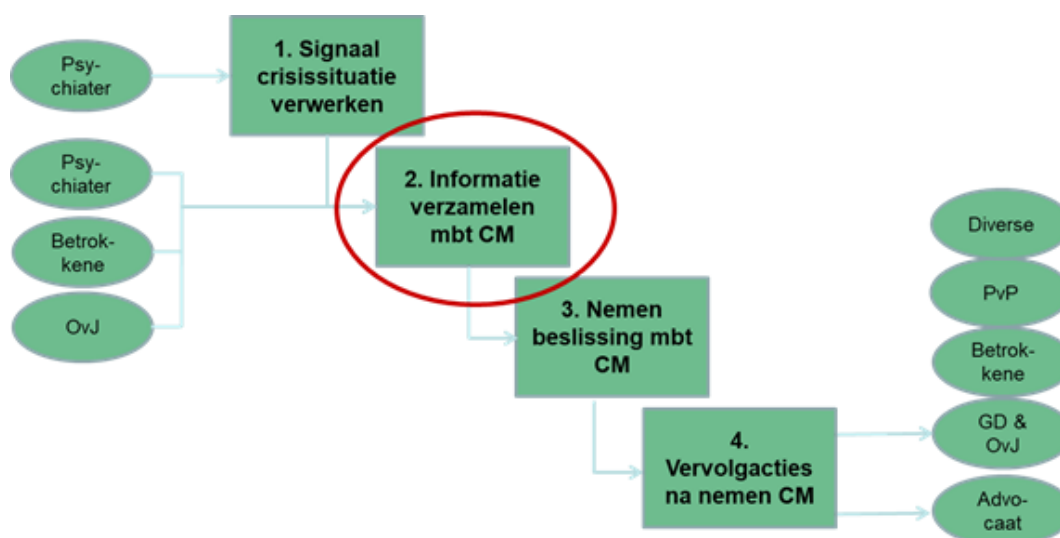 Psy-
chiater
1. Signaal
crisissituatie
verwerken
Psy-
chiater
Betrok-
kene
OvJ
2. Informatie
verzamelen
mbt CM
3. Nemen
beslissing mbt
CM
4.
Vervolgacties
na nemen CM
Diverse
PvP
Betrok-
kene
GD &
OvJ
Advo-
caat